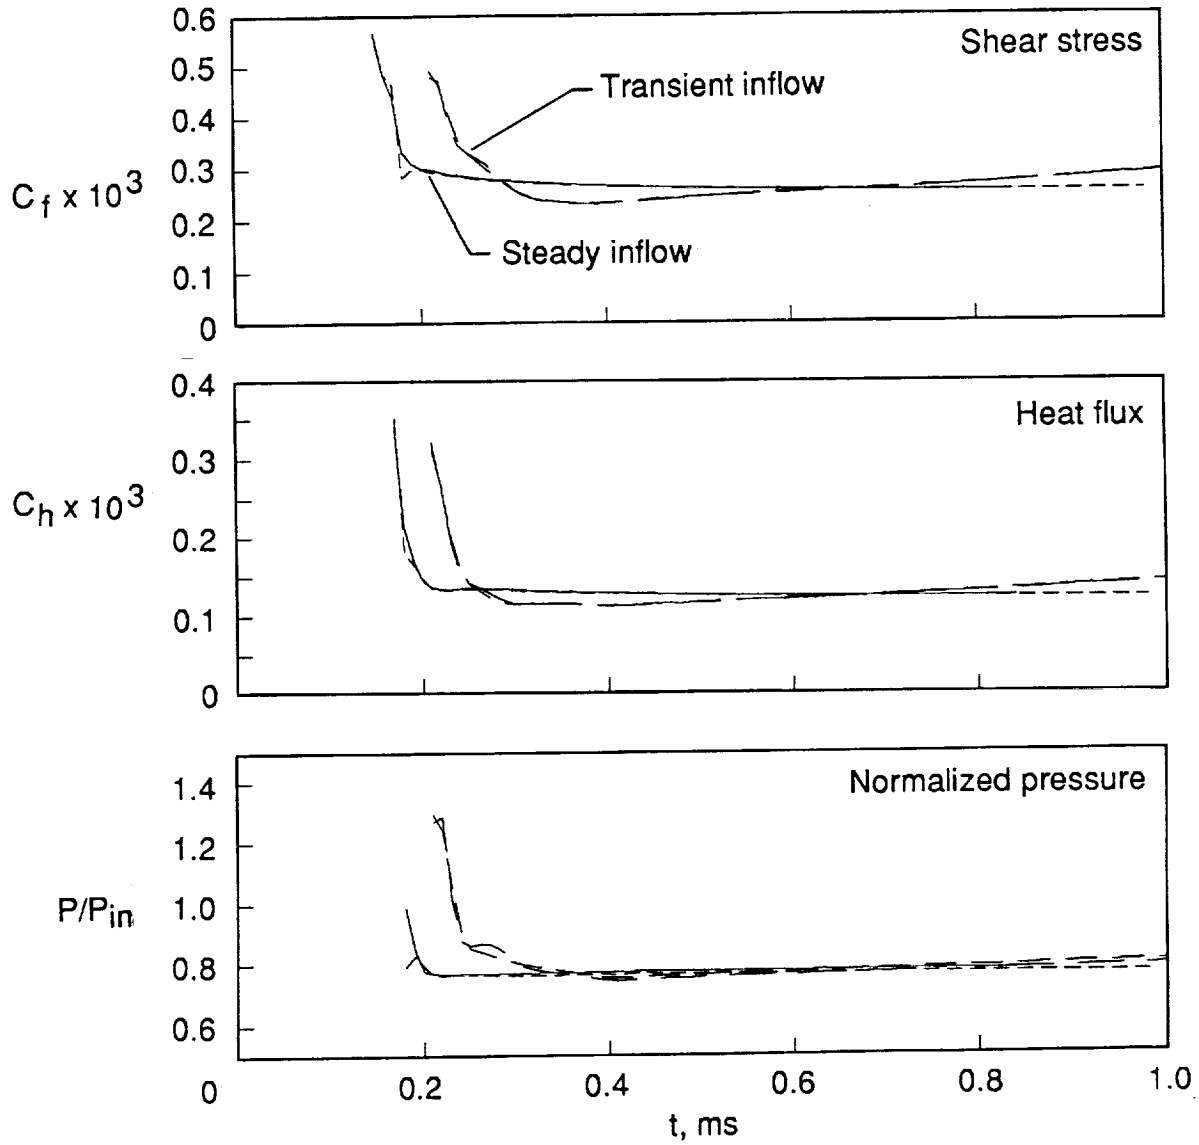 0.6
Shear stress
0.5
Transient inflow
0.4
0.3
C_f x 10^3
0.2
Steady inflow
0.1
0
0.4
Heat flux
0.3
C_h x 10^3
0.2
0.1
0
Normalized pressure
1.4
1.2
P/P_in
1.0
0.8
0.6
0 0.2 0.4 0.6 0.8 1.0
t, ms